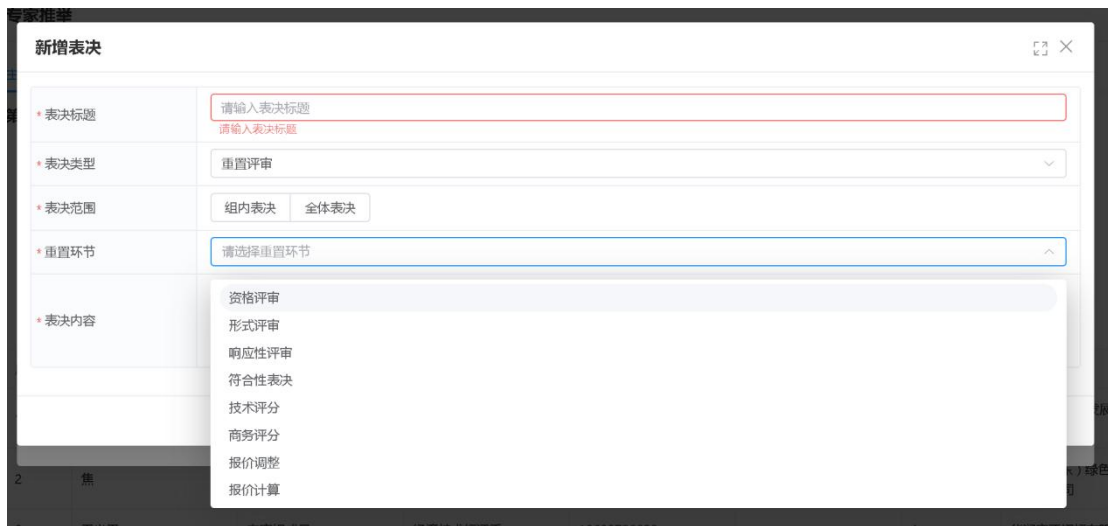 专家推举
新增表决
* 表决标题
请输入表决标题
请输入表决标题
* 表决类型
重置评审
* 表决范围
组内表决 全体表决
* 重置环节
请选择重置环节
* 表决内容
资格评审
形式评审
响应性评审
符合性表决
技术评分
商务评分
报价调整
报价计算
2 焦
绿色